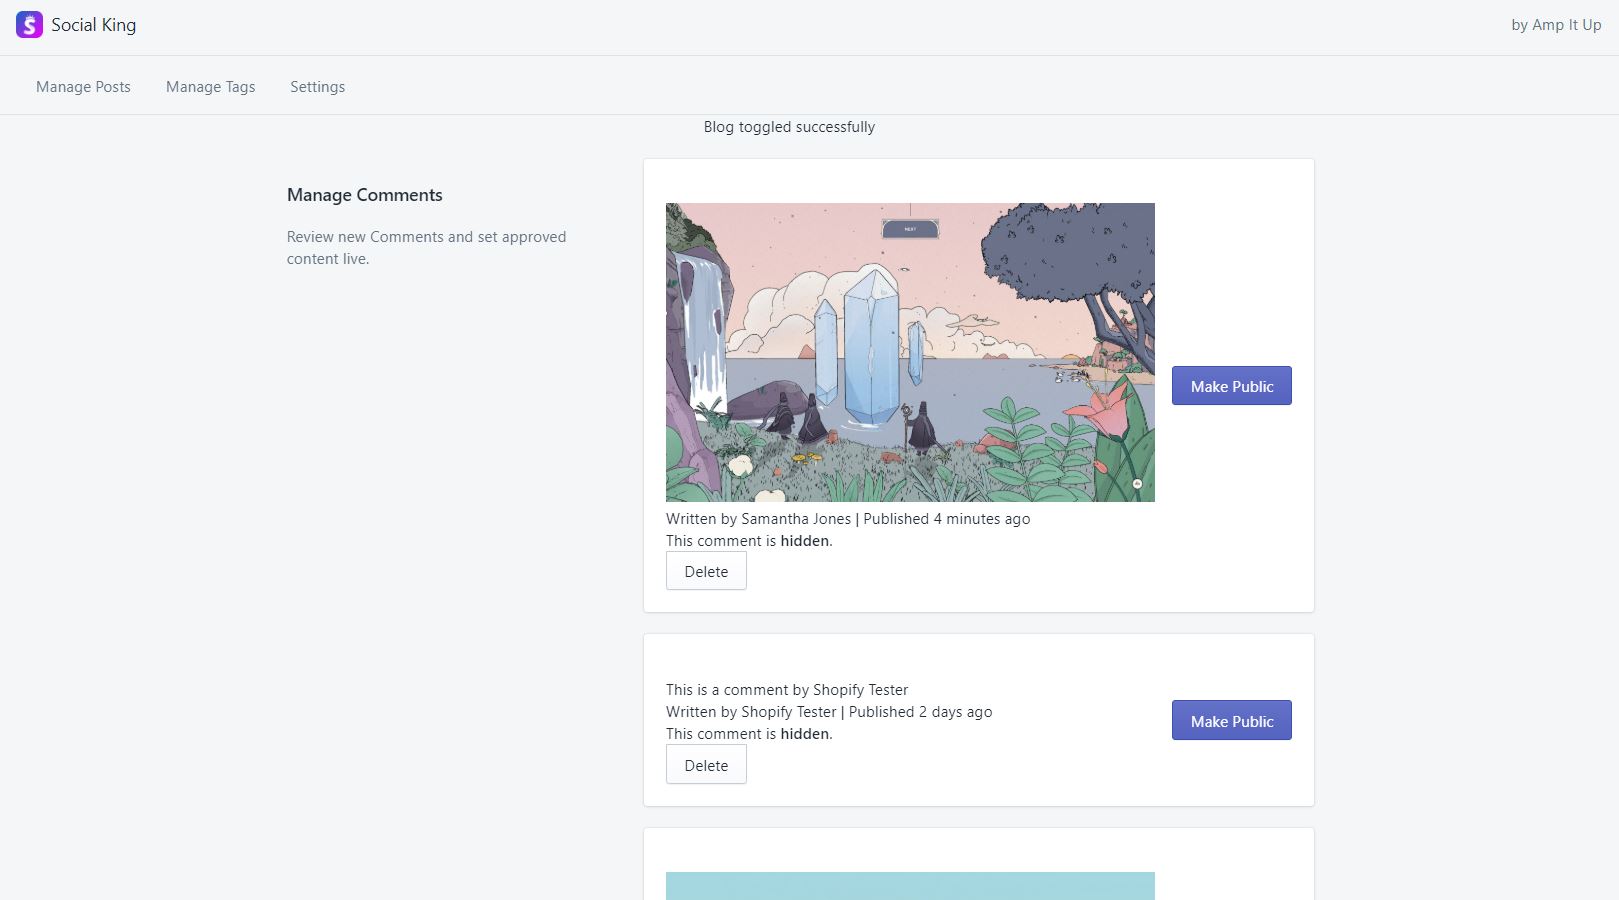 Social King
by Amp It Up
Manage Posts
Manage Tags
Settings
Blog toggled successfully
Manage Comments
Review new Comments and set approved
content live.
NEXT
Make Public
Written by Samantha Jones | Published 4 minutes ago
This comment is hidden.
Delete
This is a comment by Shopify Tester
Written by Shopify Tester | Published 2 days ago
This comment is hidden.
Make Public
Delete